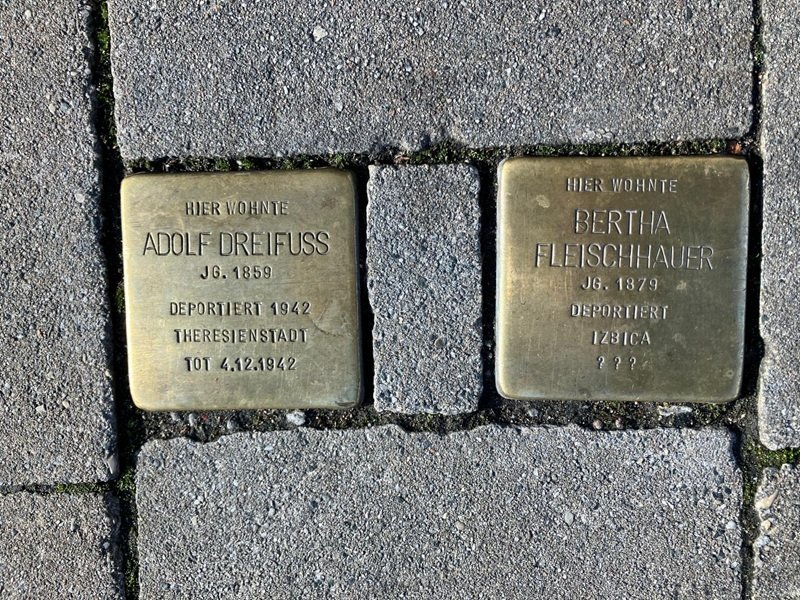 HIER WOHNTE
ADOLF DREIFUSS
JG. 1859
DEPORTIERT 1942
THERESIENSTADT
TOT 4.12.1942
HIER WOHNTE
BERTHA
FLEISCHHAUER
JG. 1879
DEPORTIERT
IZBICA
? ? ?